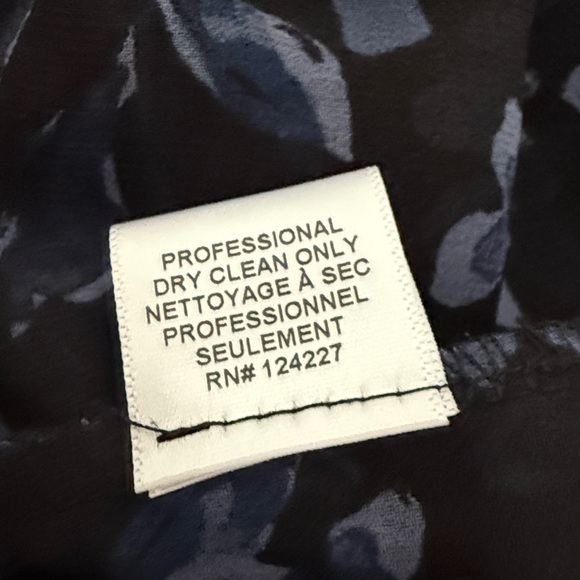 PROFESSIONAL
DRY CLEAN ONLY
NETTOYAGE À SEC
PROFESSIONNEL
SEULEMENT
RN# 124227